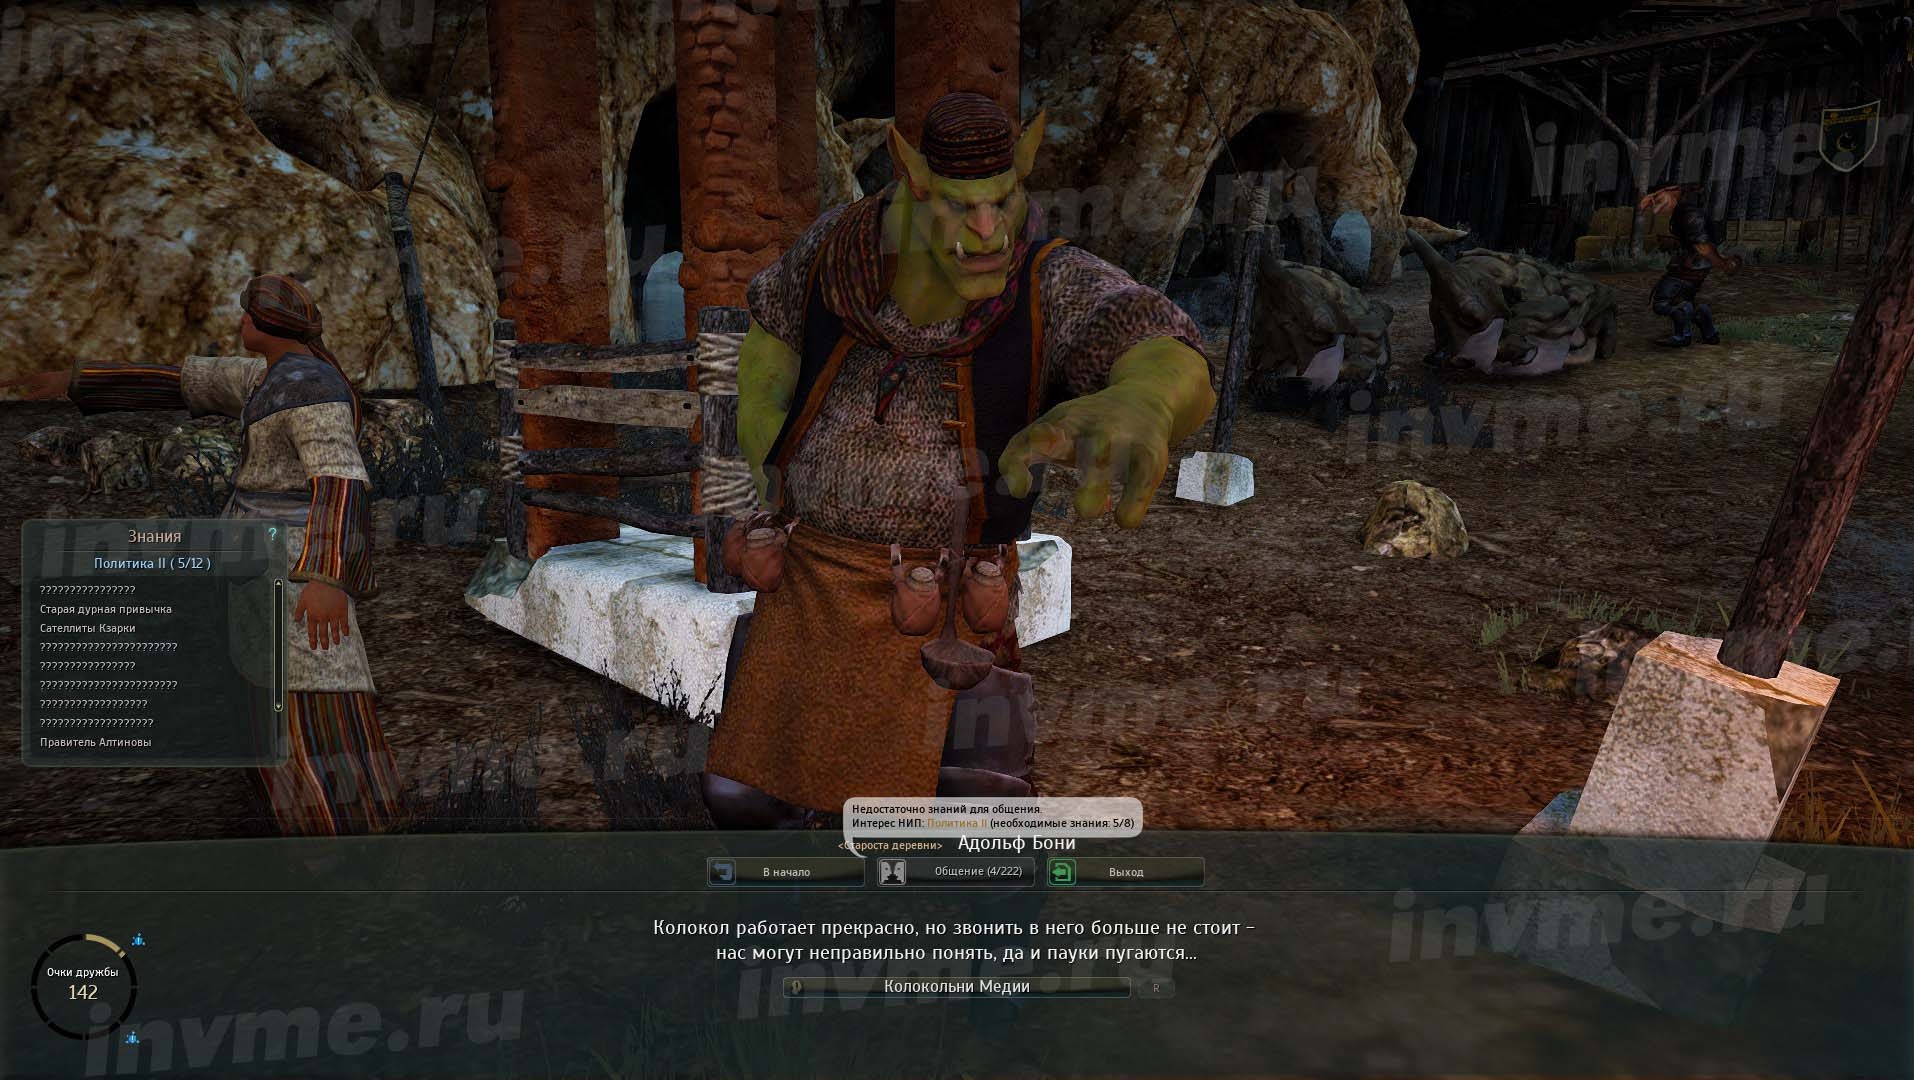 invme.ru
Знания
?
Политика II ( 5/12 )
????????????????
Старая дурная привычка
Сателлиты Кзарки
???????????????????????
????????????????
???????????????????????
??????????????????
???????????????????
Правитель Алтиновы
Недостаточно знаний для общения.
Интерес НИП: Политика II (необходимые знания: 5/8)
<Староста деревни> Адольф Бони
В начало
Общение (4/222)
Выход
Колокол работает прекрасно, но звонить в него больше не стоит –
нас могут неправильно понять, да и пауки пугаются...
Колокольни Медии
R
Очки дружбы
142